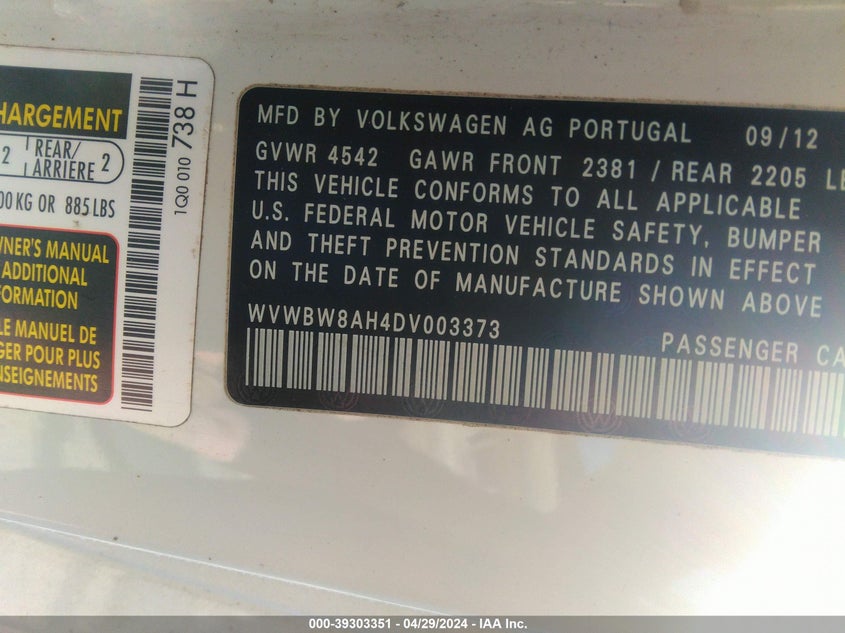 HARGEMENT
2 REAR/ ARRIERE 2
00 KG OR 885 LBS
WNER'S MANUAL
ADDITIONAL
FORMATION
LE MANUEL DE
GER POUR PLUS
NSEIGNEMENTS
1Q0 010 738 H
MFD BY VOLKSWAGEN AG PORTUGAL 09/12
GVWR 4542 GAWR FRONT 2381 / REAR 2205 LB
THIS VEHICLE CONFORMS TO ALL APPLICABLE
U.S. FEDERAL MOTOR VEHICLE SAFETY, BUMPER
AND THEFT PREVENTION STANDARDS IN EFFECT
ON THE DATE OF MANUFACTURE SHOWN ABOVE
WVWBW8AH4DV003373
PASSENGER CA
000-39303351 - 04/29/2024 - IAA Inc.